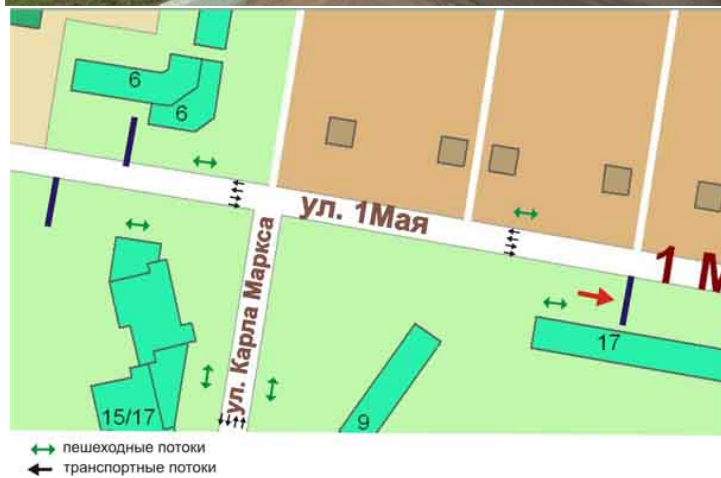 6
6
ул. 1Мая
1 М
ул. Карла Маркса
17
15/17
9
пешеходные потоки
транспортные потоки